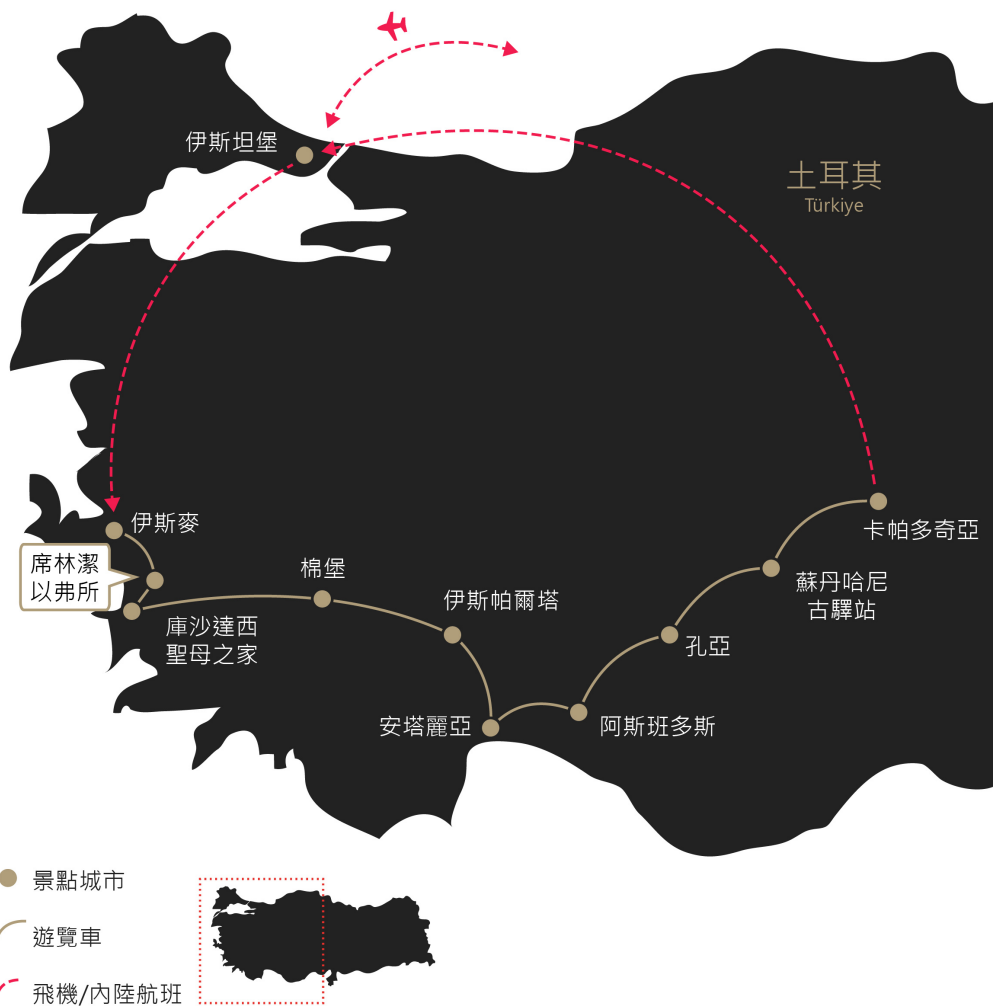 伊斯坦堡
土耳其
Türkiye
伊斯麥
席林潔
以弗所
庫沙達西
聖母之家
棉堡
伊斯帕爾塔
安塔麗亞
阿斯班多斯
孔亞
蘇丹哈尼
古驛站
卡帕多奇亞
景點城市
遊覽車
飛機/內陸航班